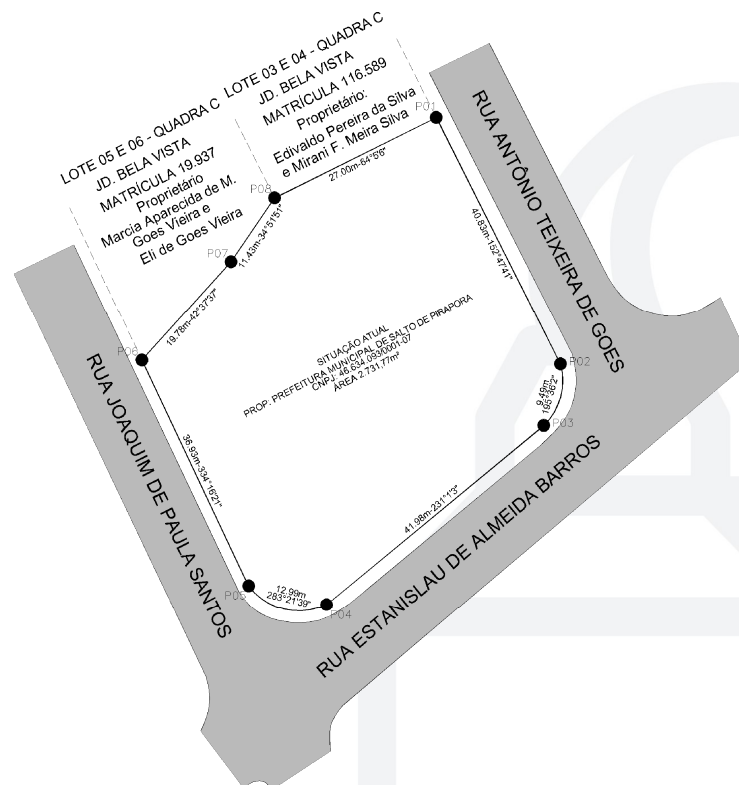 LOTE 05 E 06 - QUADRA C
JD. BELA VISTA
MATRÍCULA 19.937
Proprietário
Marcia Aparecida de M.
Goes Vieira e
Eli de Goes Vieira
LOTE 03 E 04 - QUADRA C
JD. BELA VISTA
MATRÍCULA 116.589
Proprietário:
Edivaldo Pereira da Silva
e Mirani F. Meira Silva
P01
27.00m-64°5'6"
P08
11.43m-34°51'51"
P07
19.78m-42°37'37"
P06
RUA ANTÔNIO TEIXEIRA DE GOES
40.83m-152°47'41"
SITUAÇÃO ATUAL
PROP. PREFEITURA MUNICIPAL DE SALTO DE PIRAPORA
CNPJ: 46.634.0930001-07
ÁREA 2.731,77m²
P02
9.49m
195°36'2"
P03
RUA JOAQUIM DE PAULA SANTOS
36.93m-334°16'21"
41.98m-231°1'3"
RUA ESTANISLAU DE ALMEIDA BARROS
P05
12.99m
283°21'39"
P04